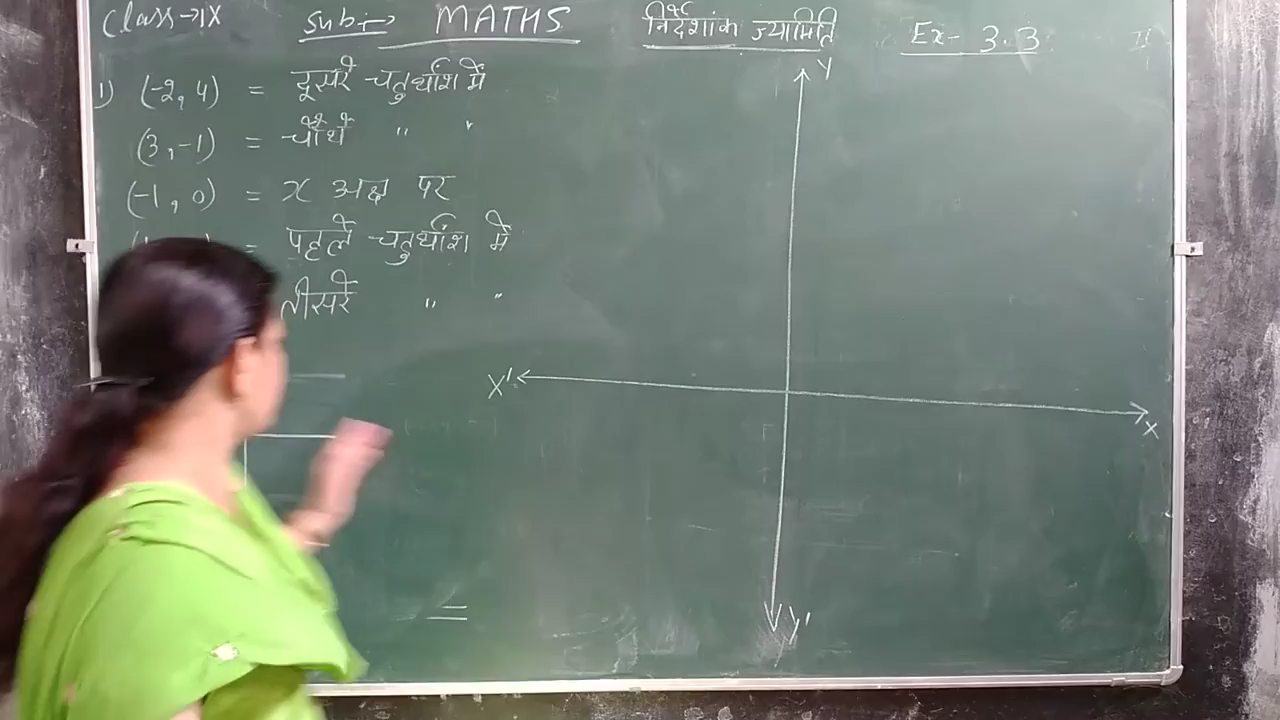 Class → IX Sub:→ MATHS निर्देशांक ज्यामिति Ex- 3.3
1) (-2, 4) = दूसरे चतुर्थांश में
(3, -1) = चौथे " "
(-1, 0) = x अक्ष पर
= पहले चतुर्थांश में
तीसरे " "
Y
X' X
=
Y'